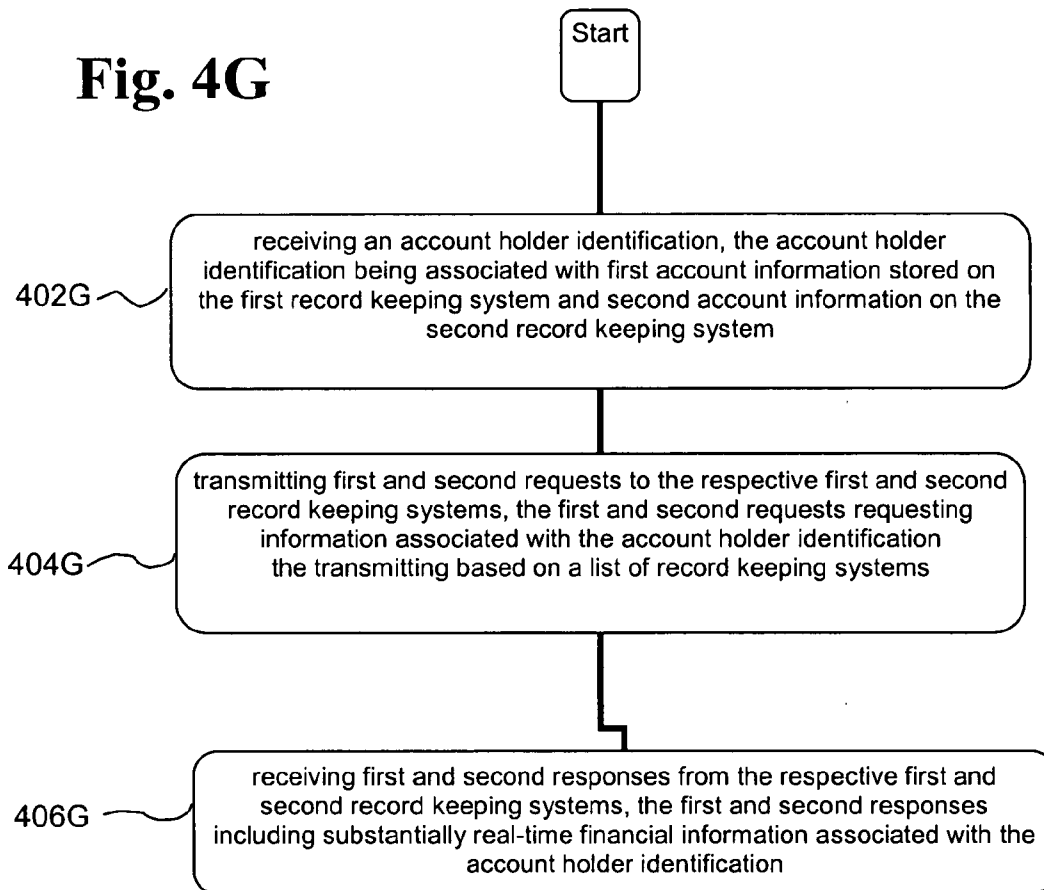 Start
Fig. 4G
receiving an account holder identification, the account holder
identification being associated with first account information stored on
the first record keeping system and second account information on the
second record keeping system
402G
transmitting first and second requests to the respective first and second
record keeping systems, the first and second requests requesting
information associated with the account holder identification
the transmitting based on a list of record keeping systems
404G
receiving first and second responses from the respective first and
second record keeping systems, the first and second responses
including substantially real-time financial information associated with the
account holder identification
406G